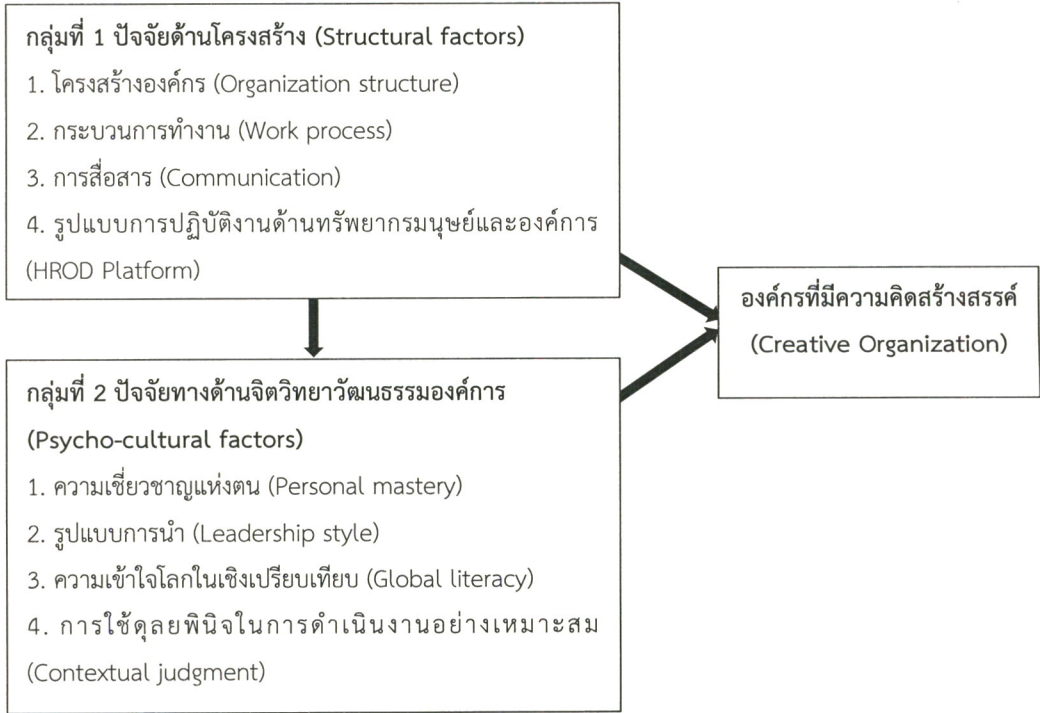 กลุ่มที่ 1 ปัจจัยด้านโครงสร้าง (Structural factors)
1. โครงสร้างองค์กร (Organization structure)
2. กระบวนการทำงาน (Work process)
3. การสื่อสาร (Communication)
4. รูปแบบการปฏิบัติงานด้านทรัพยากรมนุษย์และองค์การ
(HROD Platform)
องค์กรที่มีความคิดสร้างสรรค์
(Creative Organization)
กลุ่มที่ 2 ปัจจัยทางด้านจิตวิทยาวัฒนธรรมองค์การ
(Psycho-cultural factors)
1. ความเชี่ยวชาญแห่งตน (Personal mastery)
2. รูปแบบการนำ (Leadership style)
3. ความเข้าใจโลกในเชิงเปรียบเทียบ (Global literacy)
4. การใช้ดุลยพินิจในการดำเนินงานอย่างเหมาะสม
(Contextual judgment)